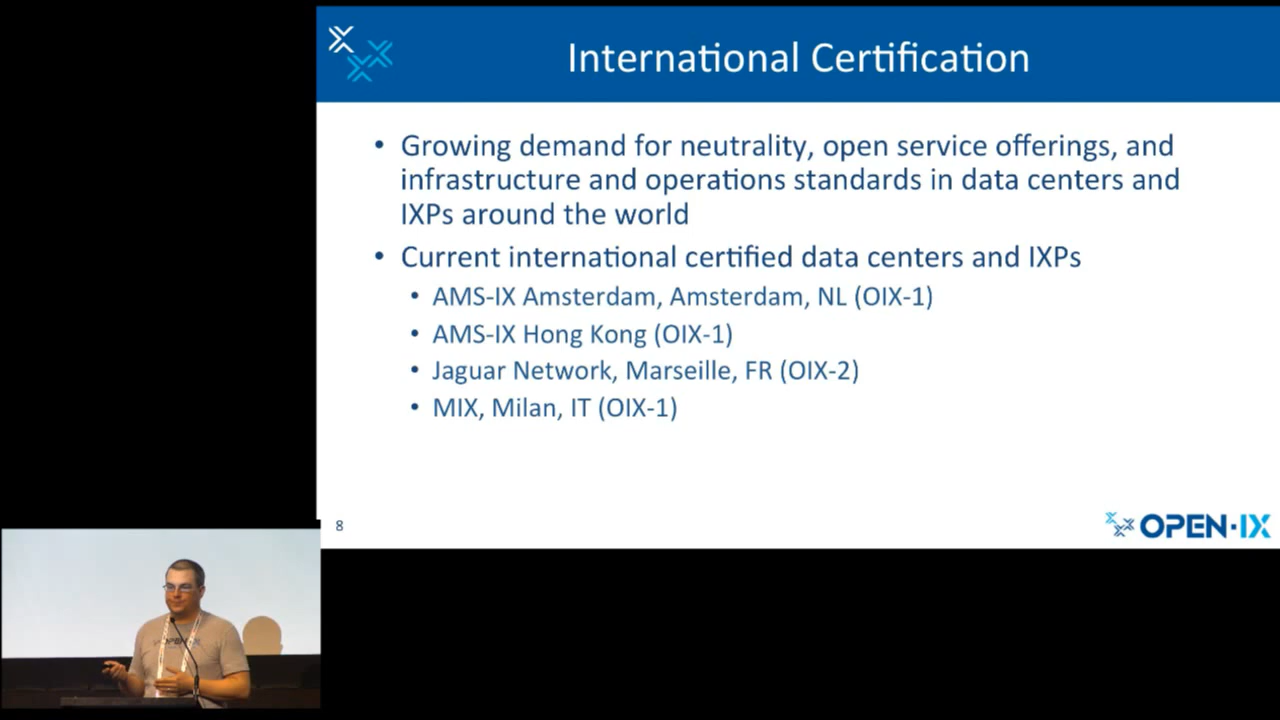 International Certification
• Growing demand for neutrality, open service offerings, and
infrastructure and operations standards in data centers and
IXPs around the world
• Current international certified data centers and IXPs
• AMS-IX Amsterdam, Amsterdam, NL (OIX-1)
• AMS-IX Hong Kong (OIX-1)
• Jaguar Network, Marseille, FR (OIX-2)
• MIX, Milan, IT (OIX-1)
8
OPEN·IX